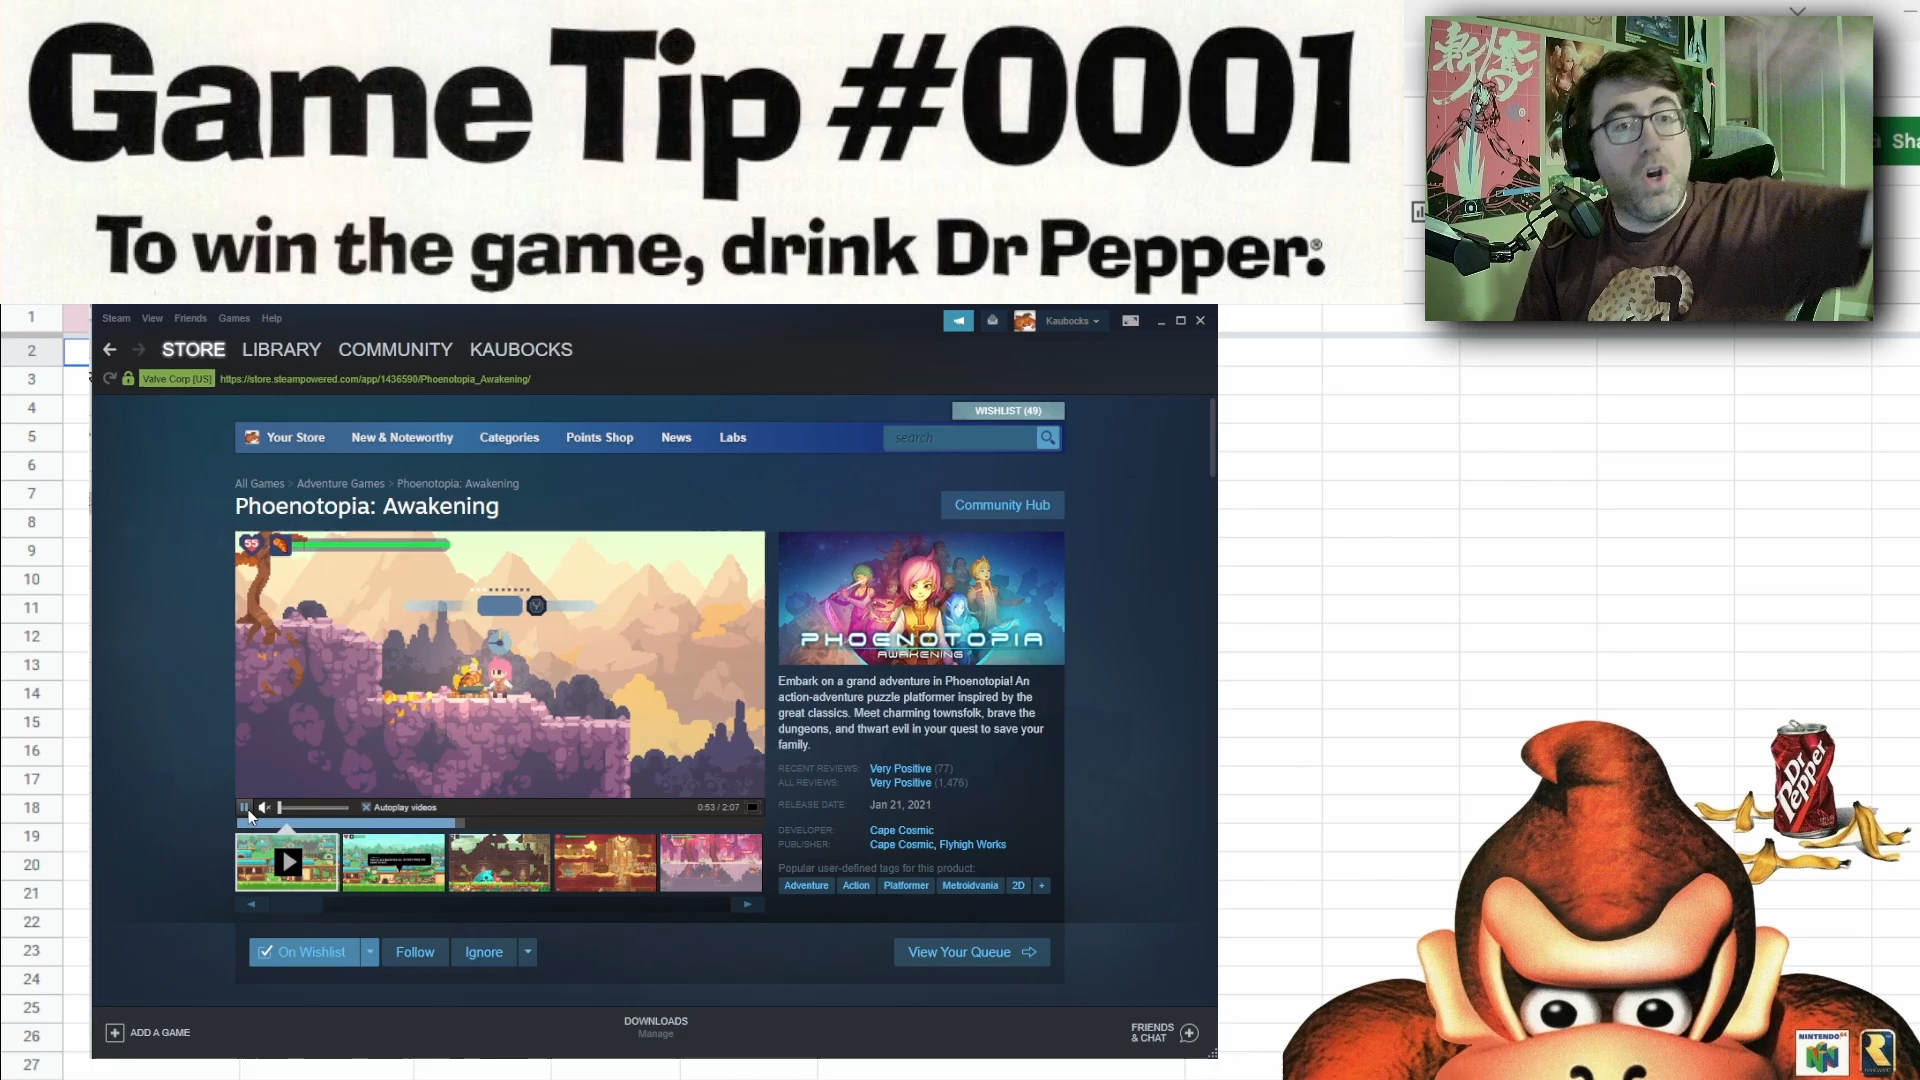 Game Tip #0001
To win the game, drink Dr Pepper.®
Sha
Steam View Friends Games Help
Kaubocks
STORE LIBRARY COMMUNITY KAUBOCKS
Valve Corp [US] https://store.steampowered.com/app/1436590/Phoenotopia_Awakening/
WISHLIST (49)
Your Store New & Noteworthy Categories Points Shop News Labs search
All Games > Adventure Games > Phoenotopia: Awakening
Phoenotopia: Awakening
Community Hub
55
PHOENOTOPIA
AWAKENING
Embark on a grand adventure in Phoenotopia! An
action-adventure puzzle platformer inspired by the
great classics. Meet charming townsfolk, brave the
dungeons, and thwart evil in your quest to save your
family.
RECENT REVIEWS: Very Positive (77)
ALL REVIEWS: Very Positive (1,476)
RELEASE DATE: Jan 21, 2021
DEVELOPER: Cape Cosmic
PUBLISHER: Cape Cosmic, Flyhigh Works
Popular user-defined tags for this product:
Adventure Action Platformer Metroidvania 2D +
Autoplay videos 0:53 / 2:07
On Wishlist Follow Ignore View Your Queue
ADD A GAME
DOWNLOADS
Manage
FRIENDS
& CHAT
1
2
3
4
5
6
7
8
9
10
11
12
13
14
15
16
17
18
19
20
21
22
23
24
25
26
27
Dr Pepper
NINTENDO 64